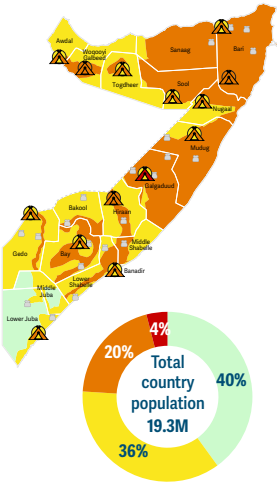 Awdal
Woqooyi
Galbeed
Togdheer
Sanaag
Bari
Sool
Nugaal
Mudug
Galgaduud
Hiraan
Bakool
Gedo
Bay
Middle
Shabelle
Banadir
Lower
Shabelle
Middle
Juba
Lower Juba
4%
20%
40%
36%
Total
country
population
19.3M